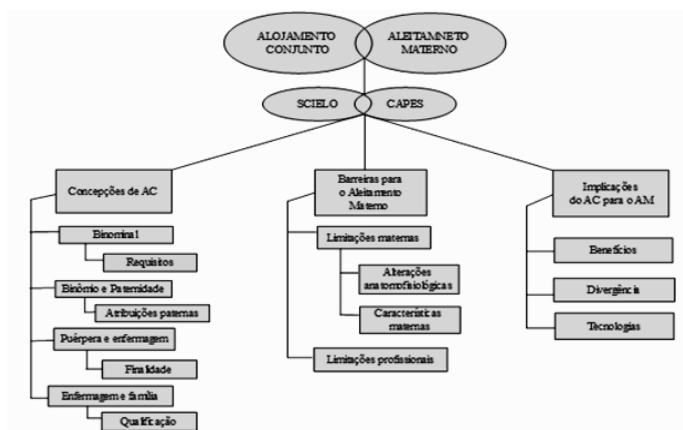 ALOJAMENTO
CONJUNTO
ALEITAMNETO
MATERNO
SCIELO
CAPES
Concepções de AC
Binominal
Requisitos
Binômio e Paternidade
Atribuições paternas
Puérpera e enfermagem
Finalidade
Enfermagem e família
Qualificação
Barreiras para
o Aleitamento
Materno
Limitações maternas
Alterações
anatomofisiológicas
Características
maternas
Limitações profissionais
Implicações
do AC para o AM
Benefícios
Divergência
Tecnologias